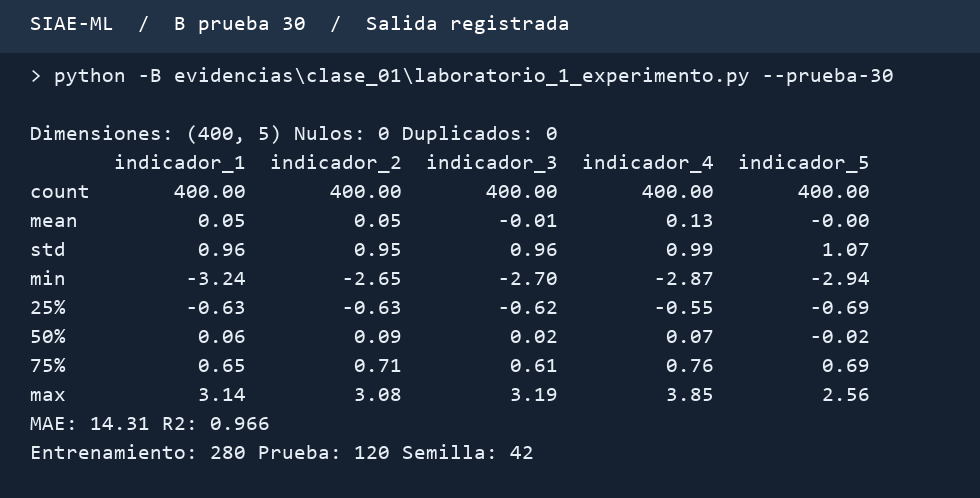 SIAE-ML / B prueba 30 / Salida registrada
> python -B evidencias\clase_01\laboratorio_1_experimento.py --prueba-30
Dimensiones: (400, 5) Nulos: 0 Duplicados: 0
indicador_1 indicador_2 indicador_3 indicador_4 indicador_5
count 400.00 400.00 400.00 400.00 400.00
mean 0.05 0.05 -0.01 0.13 -0.00
std 0.96 0.95 0.96 0.99 1.07
min -3.24 -2.65 -2.70 -2.87 -2.94
25% -0.63 -0.63 -0.62 -0.55 -0.69
50% 0.06 0.09 0.02 0.07 -0.02
75% 0.65 0.71 0.61 0.76 0.69
max 3.14 3.08 3.19 3.85 2.56
MAE: 14.31 R2: 0.966
Entrenamiento: 280 Prueba: 120 Semilla: 42